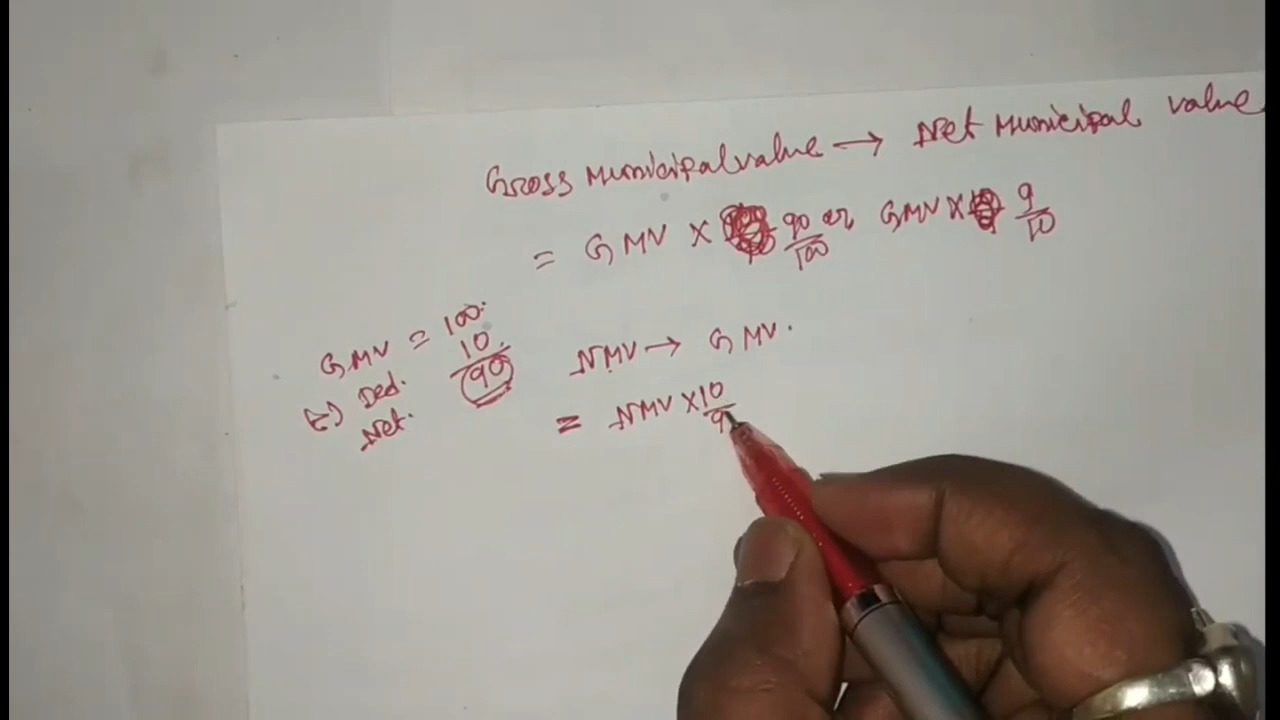 Gross Municipal value → Net Municipal value
= GMV × 90/100 or GMV × 9/10
GMV = 100.
(-) Ded. 10.
Net. 90
NMV → GMV.
= NMV × 10/9